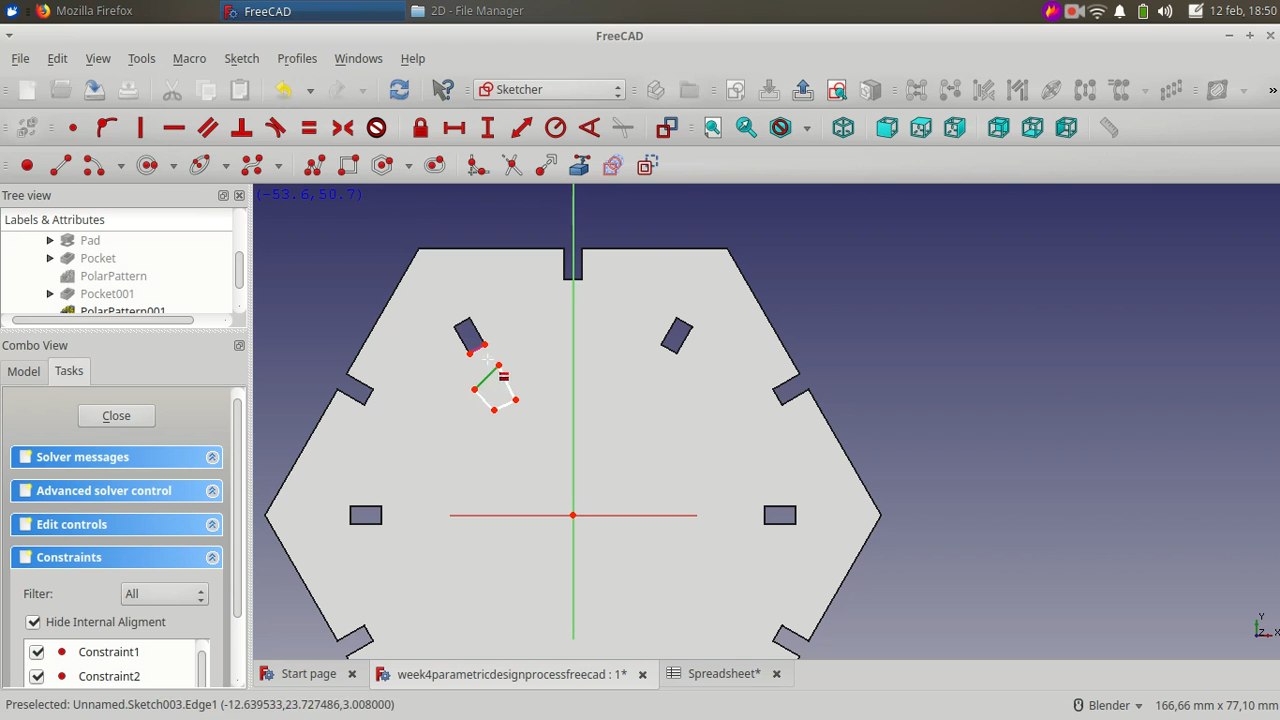 Mozilla Firefox
FreeCAD
2D - File Manager
12 feb, 18:50
FreeCAD
File Edit View Tools Macro Sketch Profiles Windows Help
Sketcher
»
Tree view
Labels & Attributes
Pad
Pocket
PolarPattern
Pocket001
PolarPattern001
Combo View
Model
Tasks
Close
Solver messages
Advanced solver control
Edit controls
Constraints
Filter:
All
Hide Internal Aligment
Constraint1
Constraint2
(-53.6,50.7)
Y
Z X
Start page
week4parametricdesignprocessfreecad : 1*
Spreadsheet*
Preselected: Unnamed.Sketch003.Edge1 (-12.639533,23.727486,3.008000)
Blender
166,66 mm x 77,10 mm